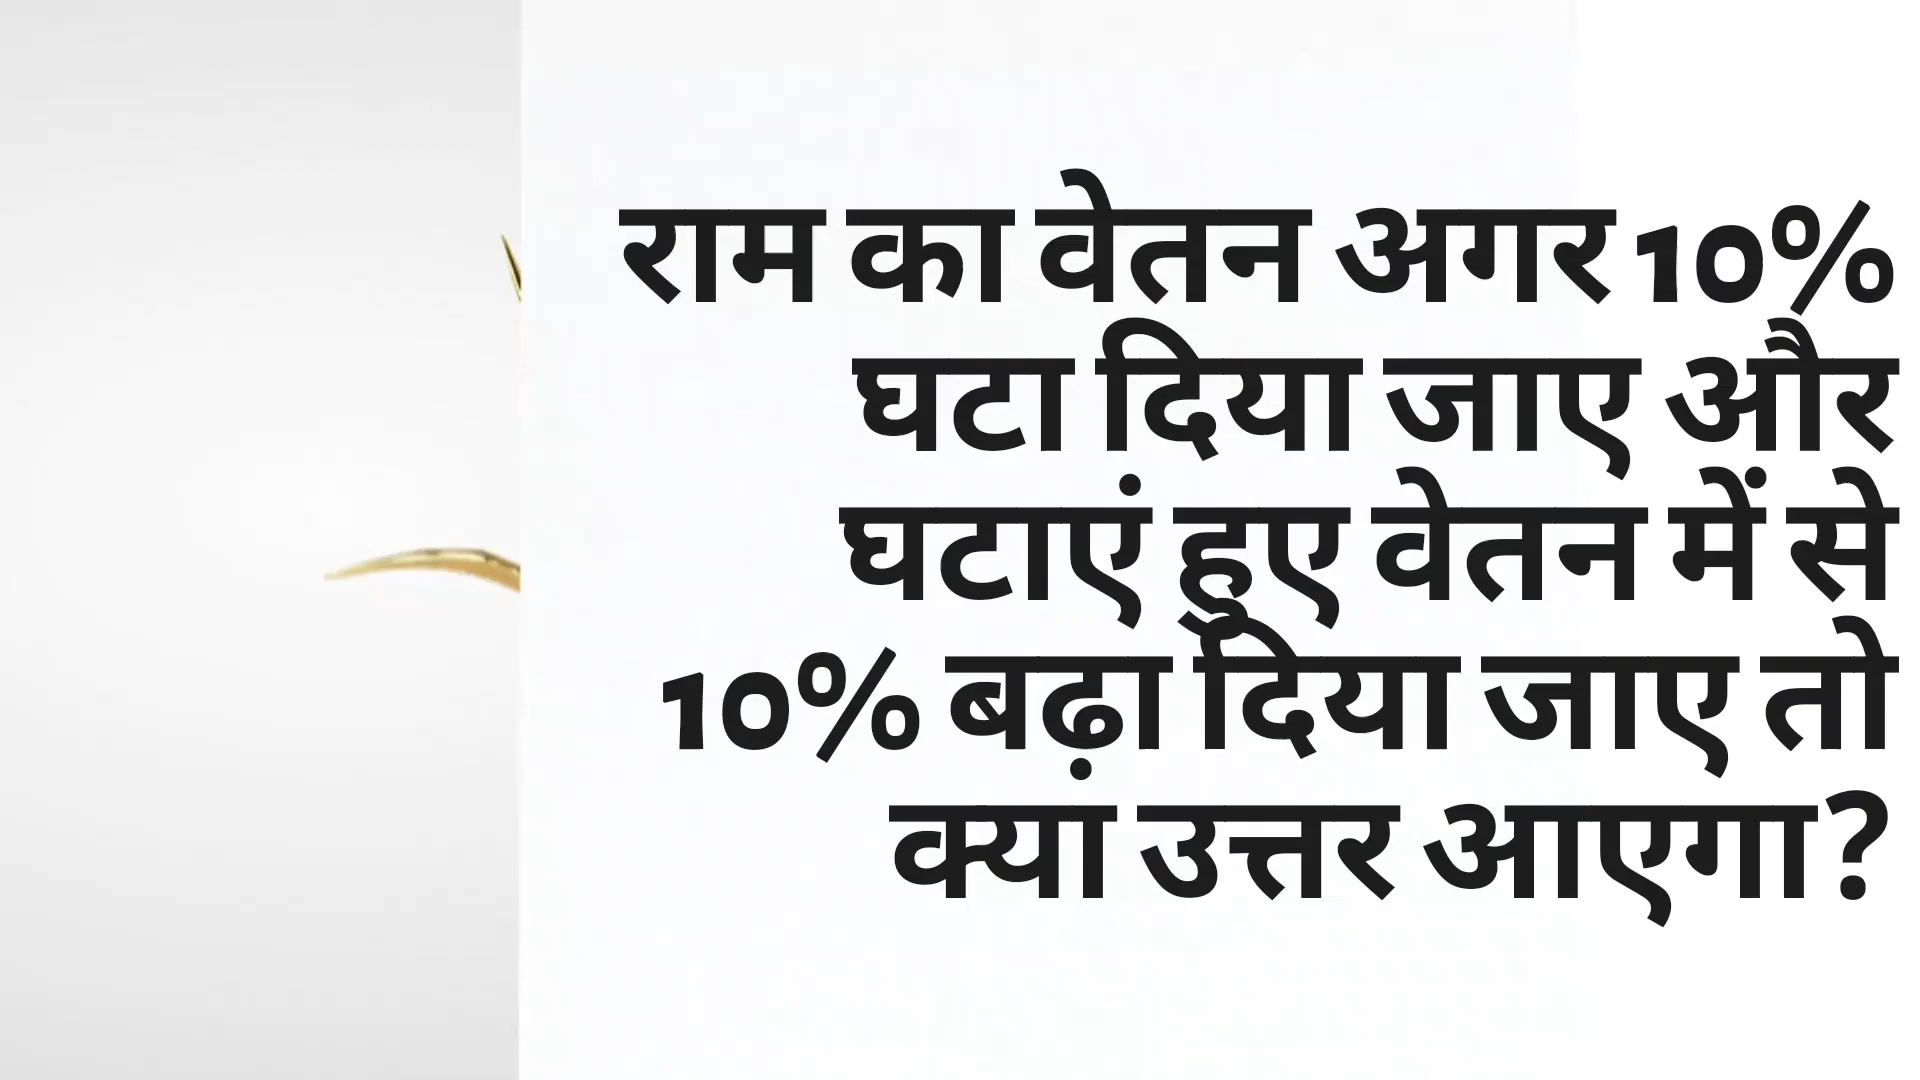 राम का वेतन अगर 10%
घटा दिया जाए और
घटाएं हुए वेतन में से
10% बढ़ा दिया जाए तो
क्या उत्तर आएगा?